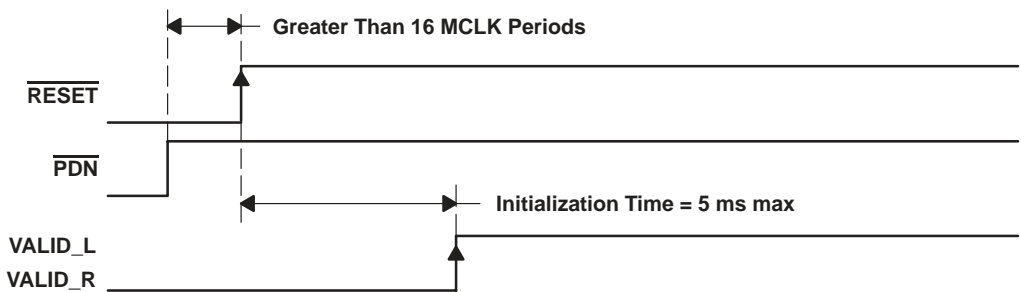 Greater Than 16 MCLK Periods
RESET
PDN
Initialization Time = 5 ms max
VALID_L
VALID_R